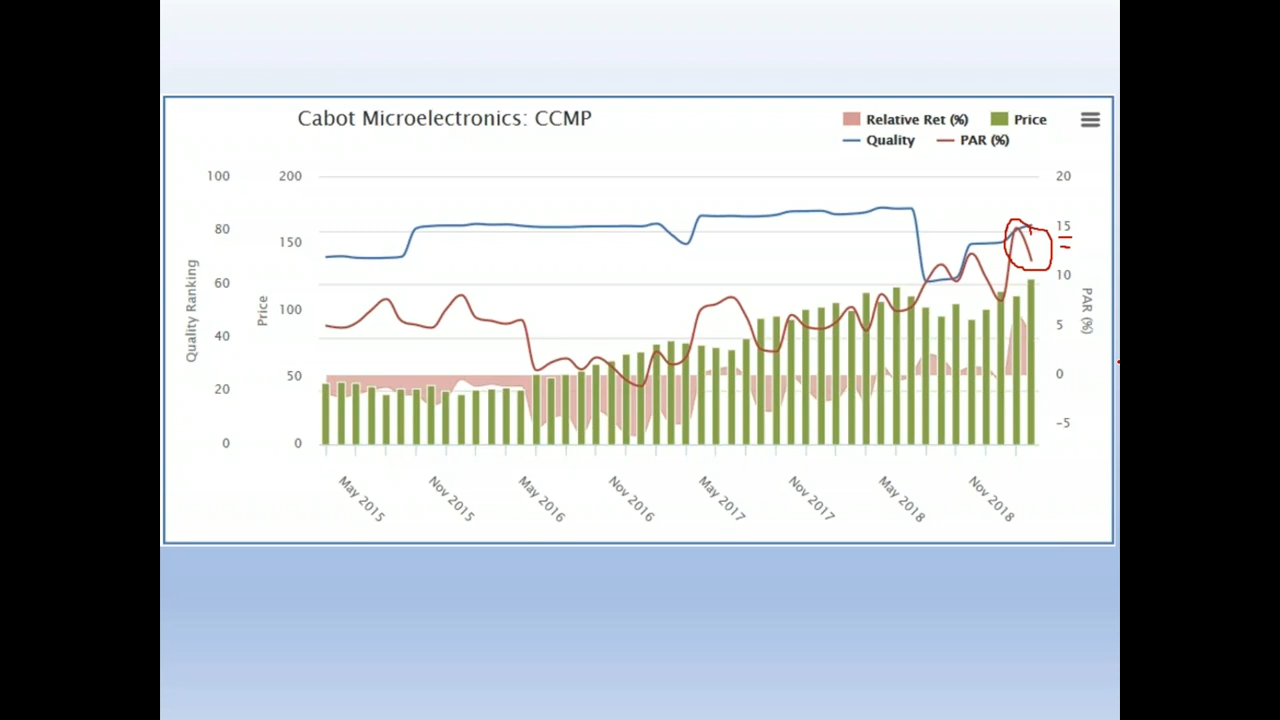 Cabot Microelectronics: CCMP
Relative Ret (%) Price
Quality PAR (%)
100 200 20
80 150 15
60 10
100
40 5
50 0
20
0 0 -5
Quality Ranking
Price
PAR (%)
May 2015 Nov 2015 May 2016 Nov 2016 May 2017 Nov 2017 May 2018 Nov 2018